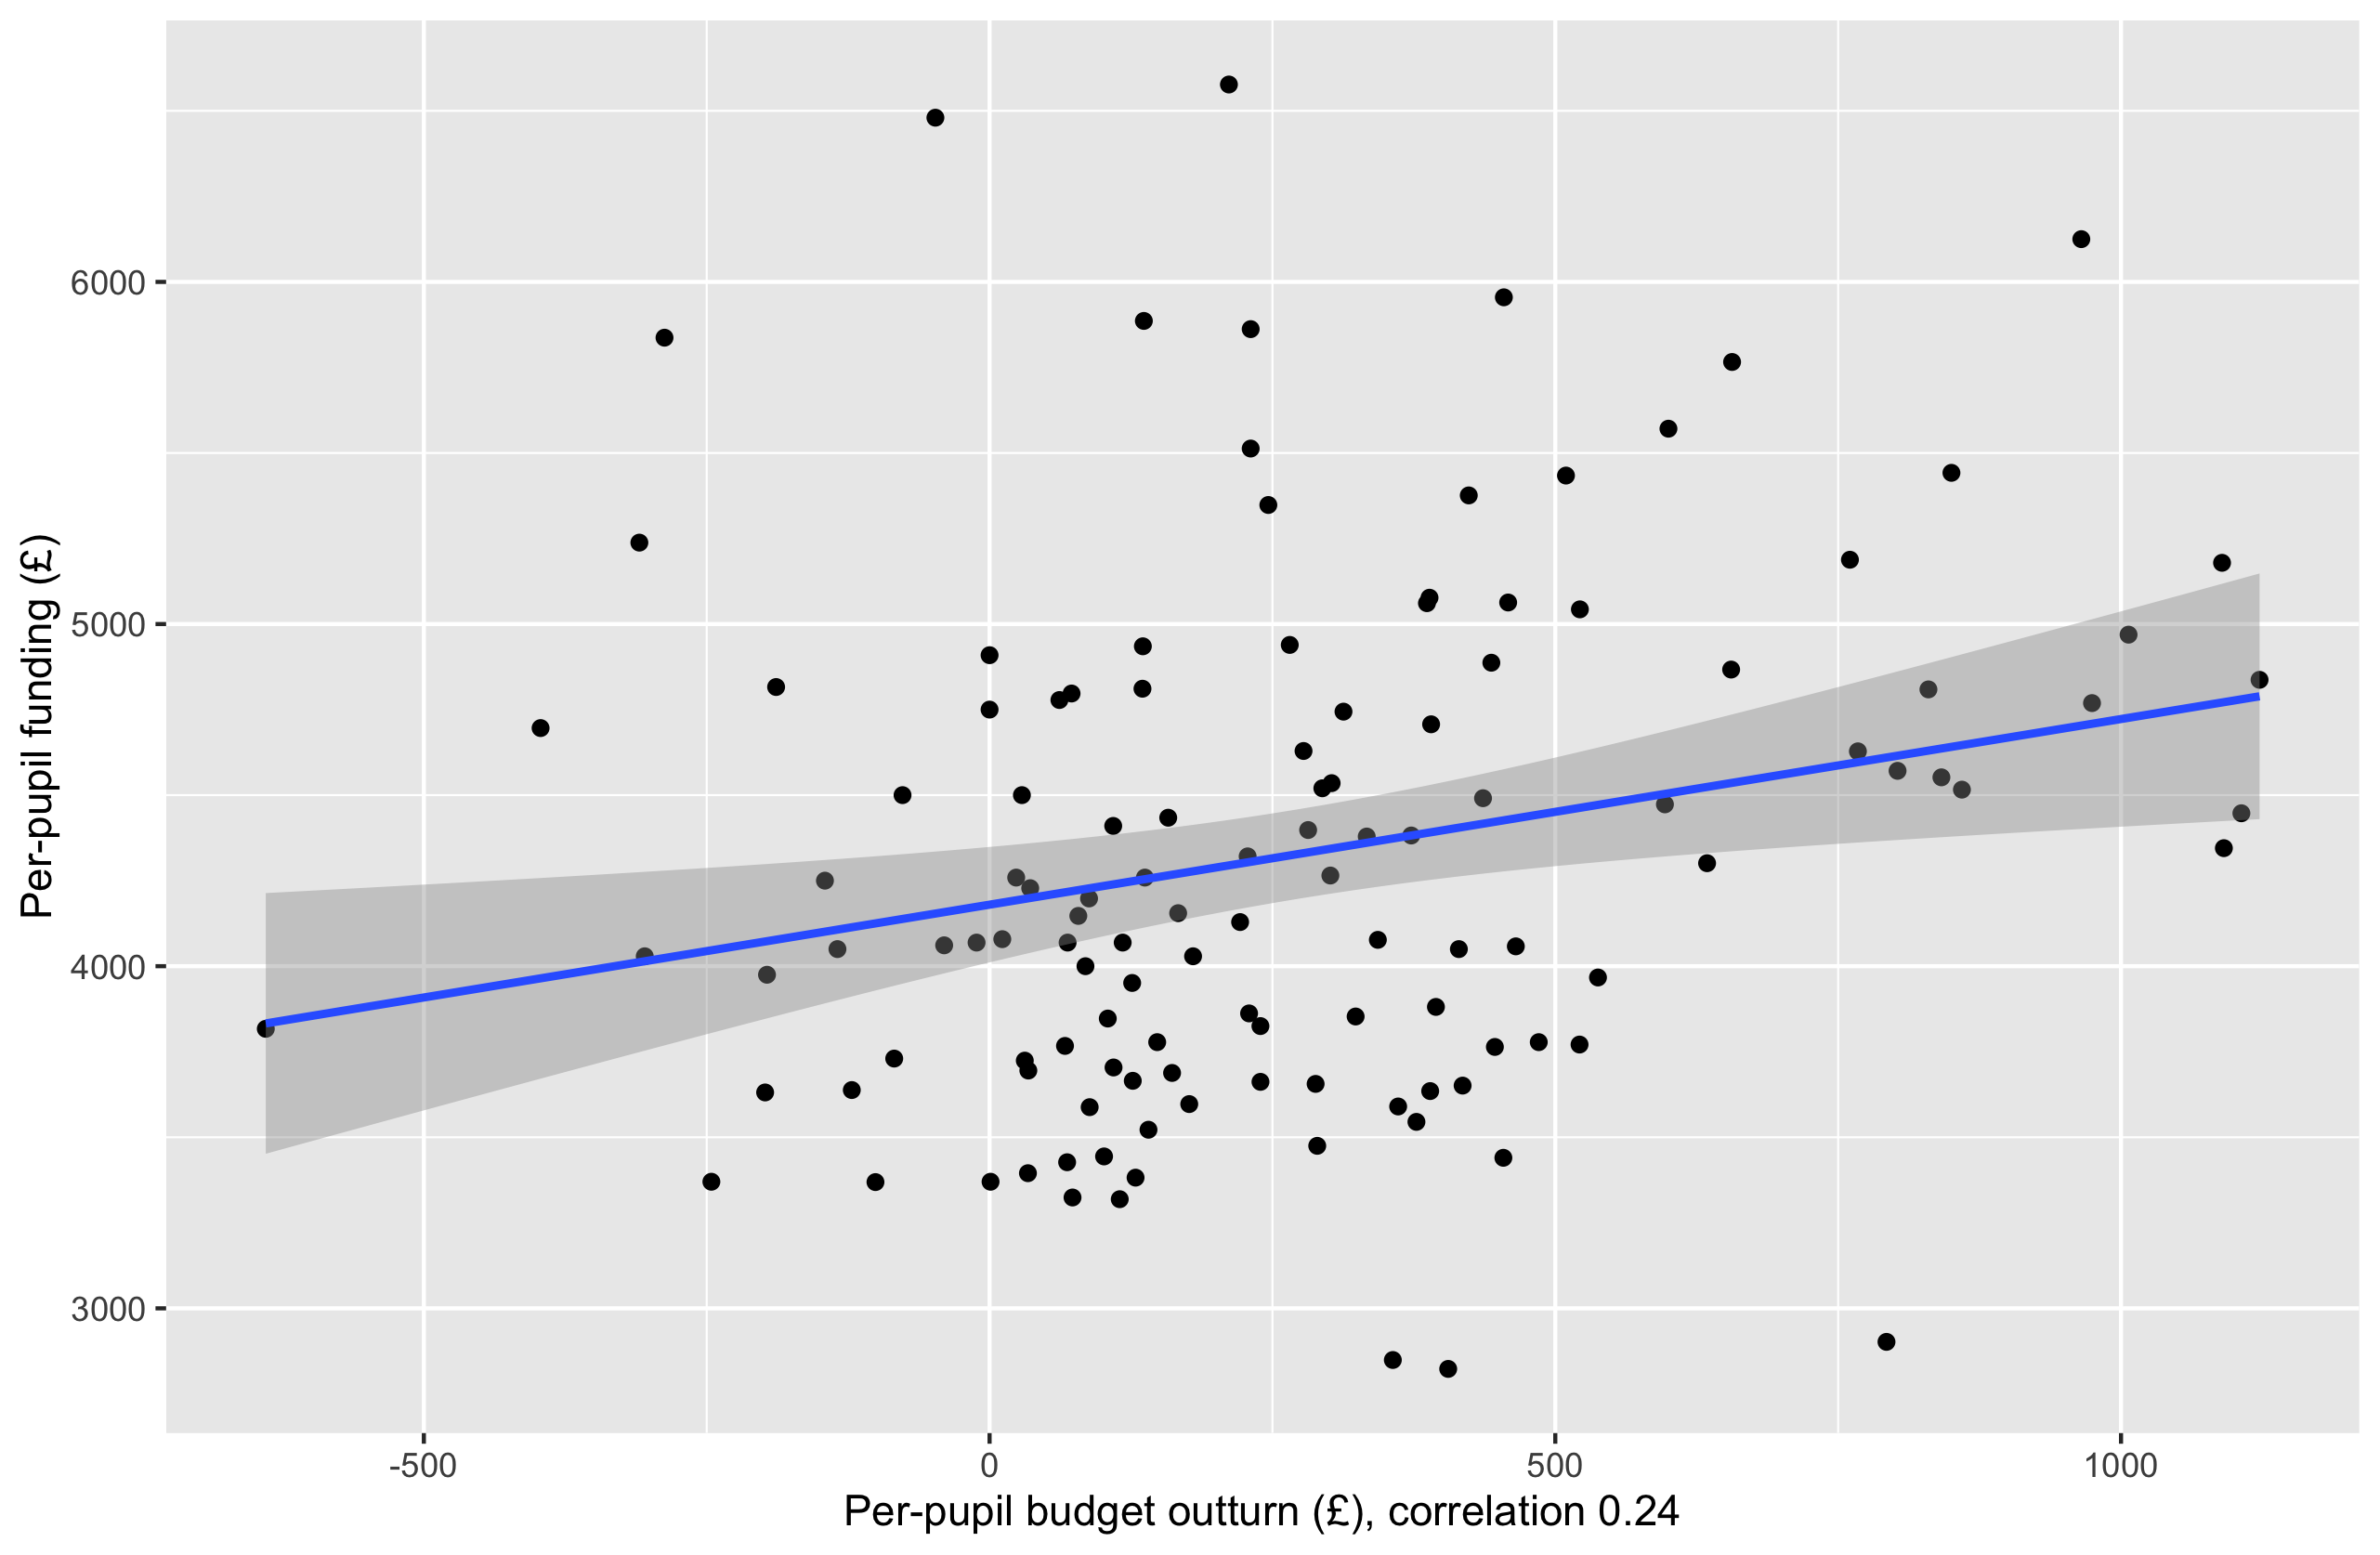 Per-pupil funding (£)
6000
5000
4000
3000
-500 0 500 1000
Per-pupil budget outturn (£), correlation 0.24